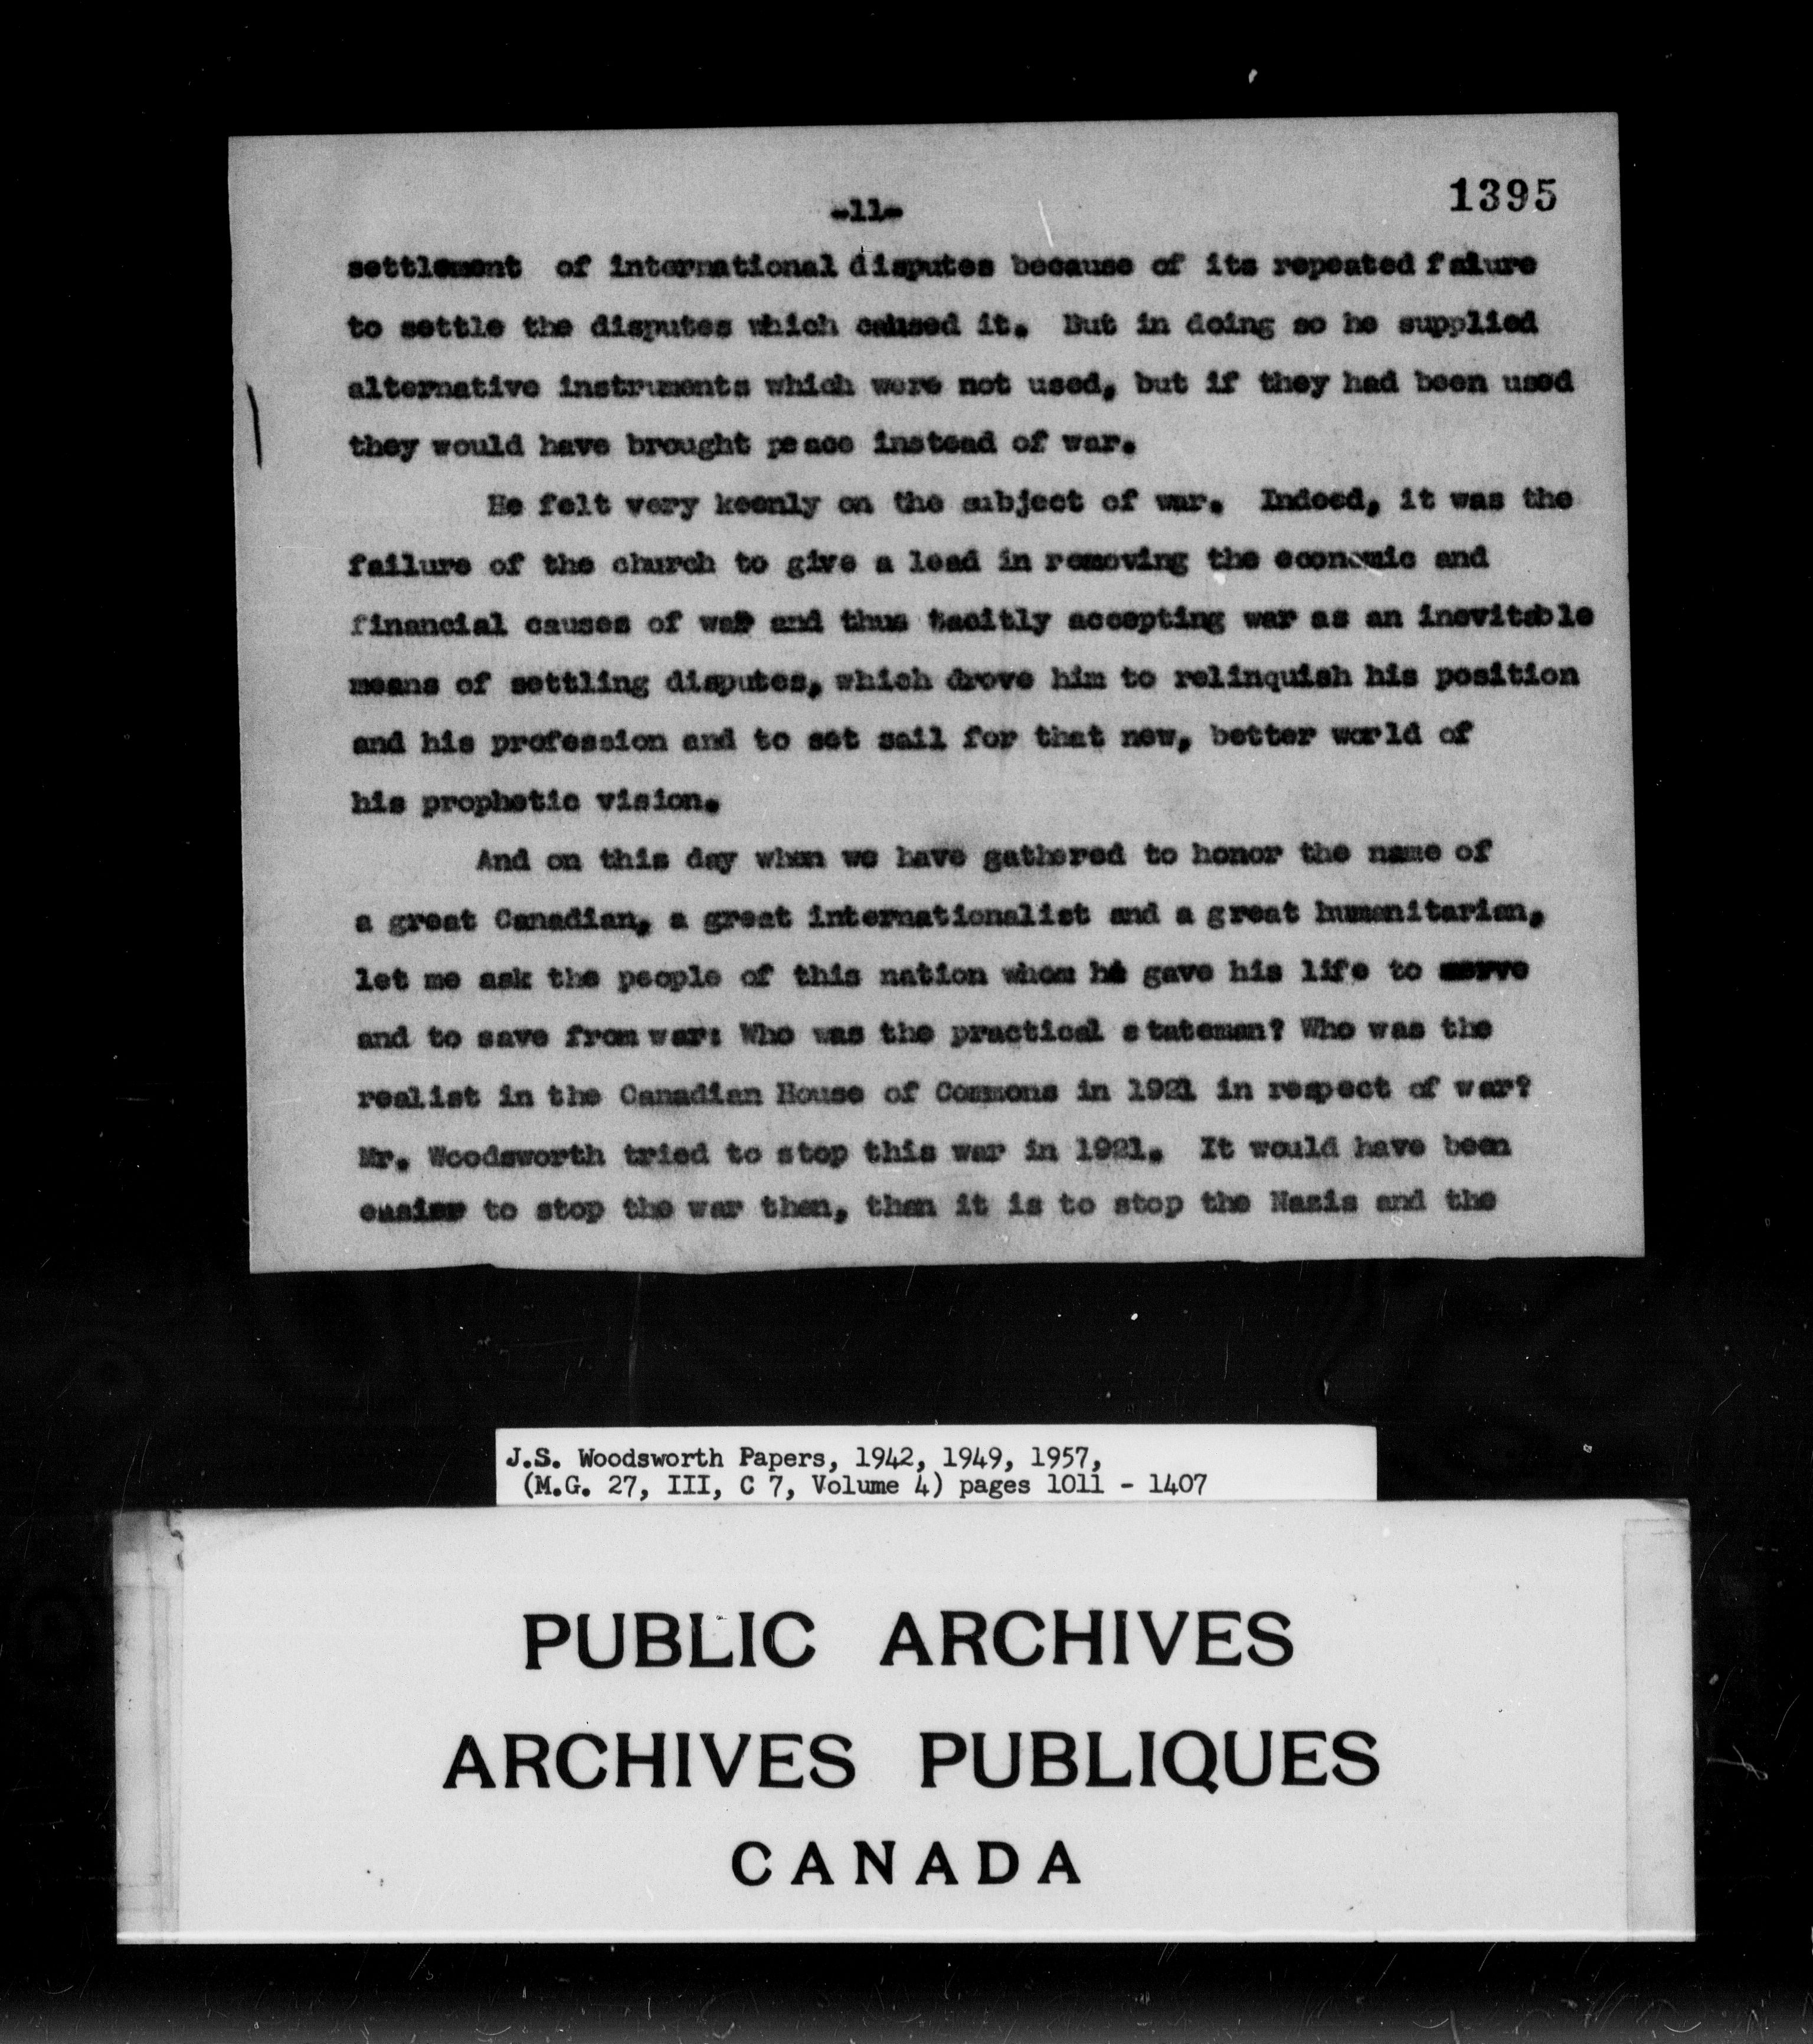 1395
-11-
settlement of international disputes because of its repeated faiure
to settle the disputes which caused it. But in doing so he supplied
alternative instruments which were not used, but if they had been used
they would have brought peace instead of war.
He felt very keenly on the subject of war. Indeed, it was the
failure of the church to give a lead in removing the economic and
financial causes of war and thus tacitly accepting war as an inevitable
means of settling disputes, which drove him to relinquish his position
and his profession and to set sail for that new, better world of
his prophetic vision.
And on this day when we have gathered to honor the name of
a great Canadian, a great internationalist and a great humanitarian,
let me ask the people of this nation whom he gave his life to serve
and to save from war: Who was the practical stateman? Who was the
realist in the Canadian House of Commons in 1921 in respect of war?
Mr. Woodsworth tried to stop this war in 1921. It would have been
easier to stop the war then, than it is to stop the Nazis and the
J.S. Woodsworth Papers, 1942, 1949, 1957,
(M.G. 27, III, C 7, Volume 4) pages 1011 - 1407
PUBLIC ARCHIVES
ARCHIVES PUBLIQUES
CANADA